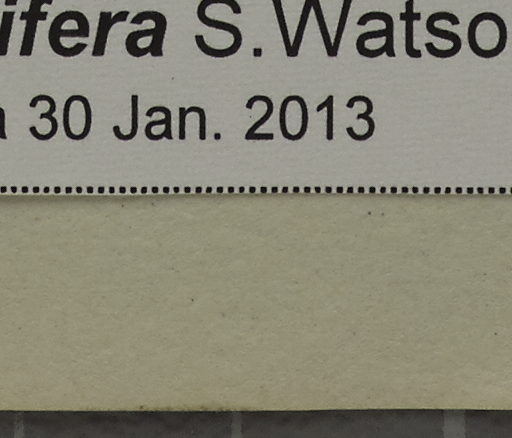 ifera S.Watso
30 Jan. 2013